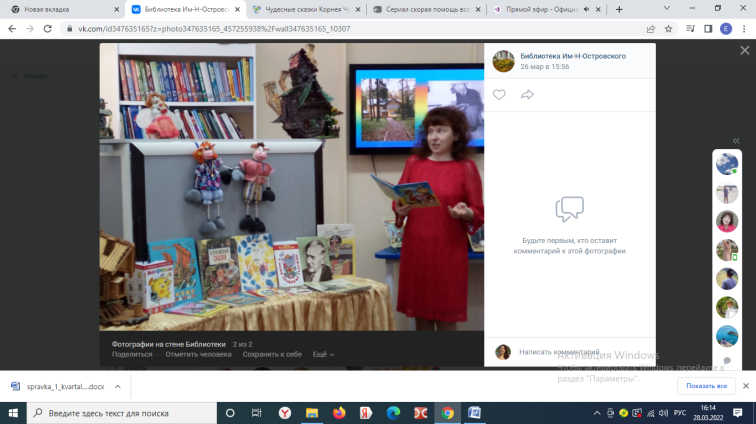 Новая вкладка
Библиотека Им-Н-Островс
Чудесные сказки Корнея Чу
Сериал скорая помощь все
Прямой эфир - Официа
vk.com/id347635165?z=photo347635165_457255938%2Fwall347635165_10307
E
Наверх
Библиотека Им-Н-Островского
26 мар в 15:56
Будьте первым, кто оставит
комментарий к этой фотографии
Фотографии на стене Библиотеки 2 из 2
Поделиться Отметить человека Сохранить к себе Ещё
Написать комментарий...
Активация Windows
Чтобы активировать Windows, перейдите в
раздел "Параметры".
spravka_1_kvartal....docx
Показать все
Введите здесь текст для поиска
РУС
16:14
28.03.2022